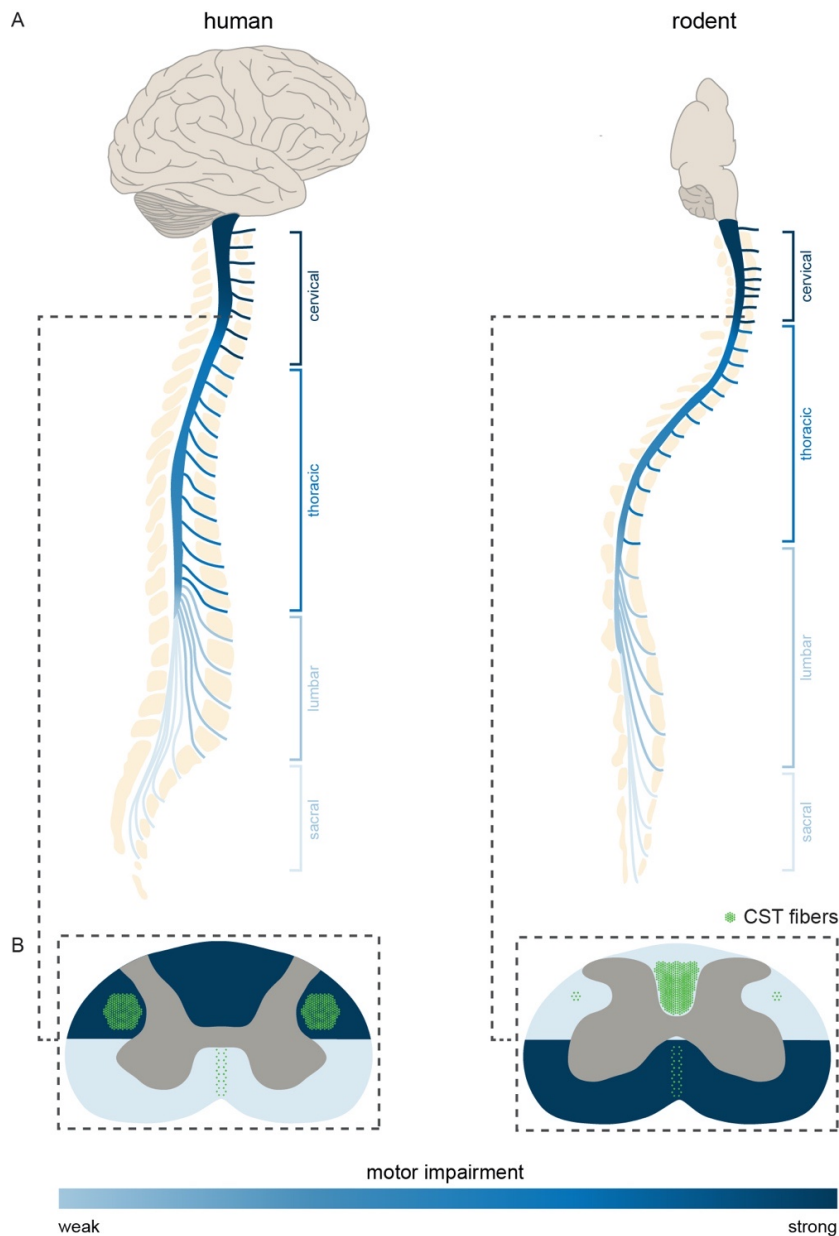 A
human
rodent
cervical
thoracic
lumbar
sacral
cervical
thoracic
lumbar
sacral
CST fibers
B
motor impairment
weak
strong